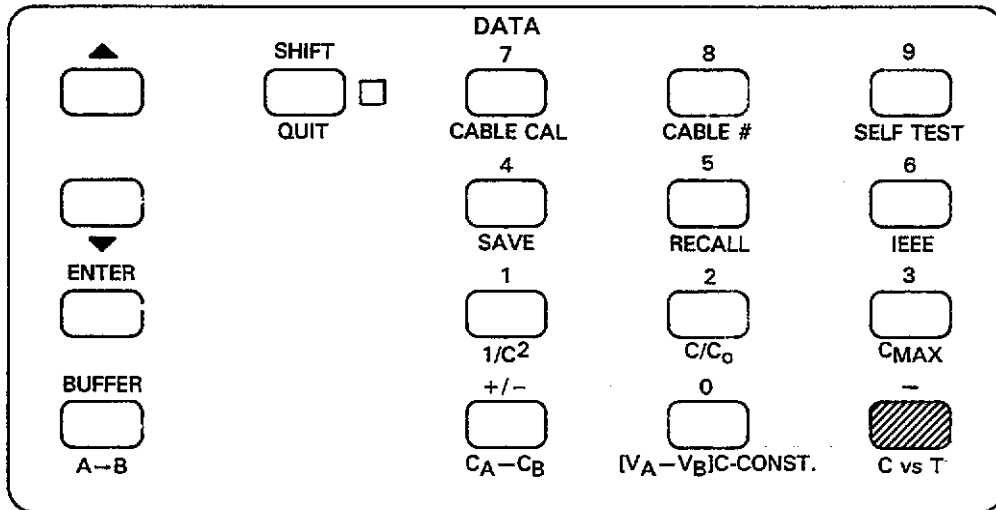 DATA
▲ SHIFT 7 8 9
QUIT CABLE CAL CABLE # SELF TEST
4 5 6
▼ SAVE RECALL IEEE
ENTER 1 2 3
1/C² C/C₀ CMAX
BUFFER +/− 0 −
A→B CA−CB [VA−VB]C-CONST. C vs T